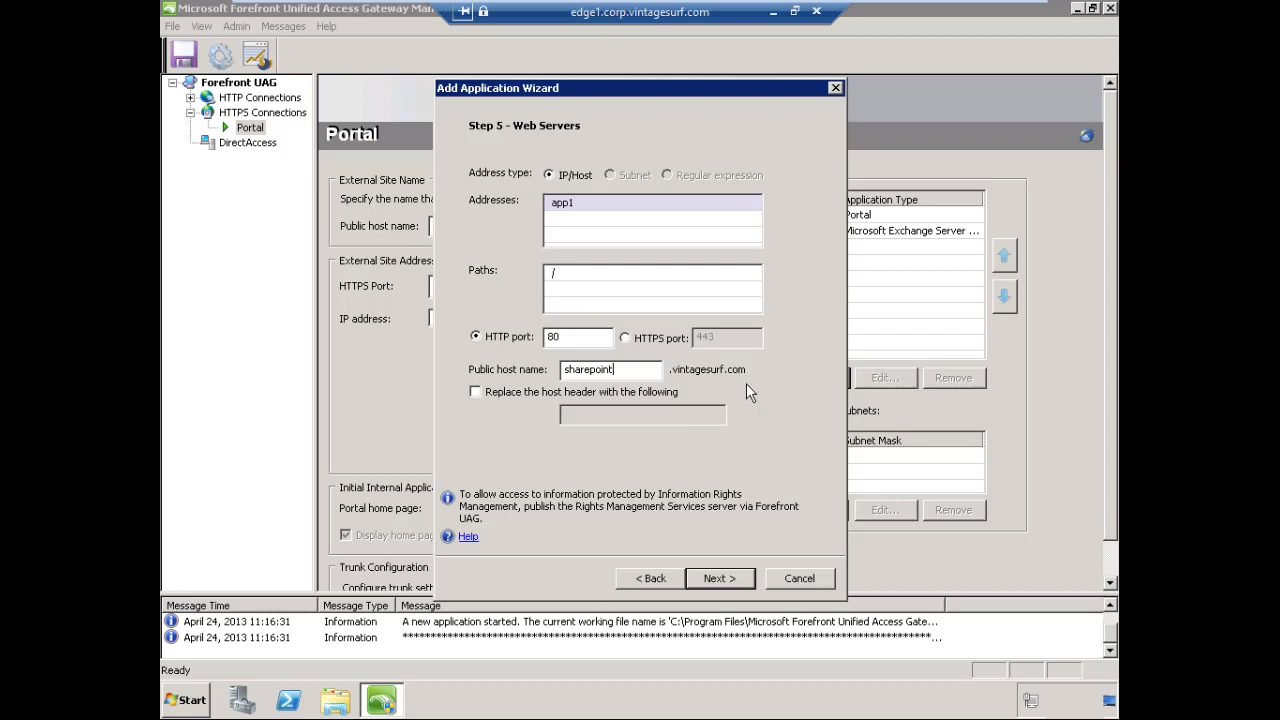 Microsoft Forefront Unified Access Gateway Man
edge1.corp.vintagesurf.com
File View Admin Messages Help
Forefront UAG
HTTP Connections
HTTPS Connections
Portal
DirectAccess
Portal
External Site Name
Specify the name tha
Public host name:
External Site Addres
HTTPS Port:
IP address:
Initial Internal Applica
Portal home page:
Display home pag
Trunk Configuration
Configure trunk sett
Add Application Wizard
Step 5 - Web Servers
Address type: IP/Host Subnet Regular expression
Addresses: app1
Paths: /
HTTP port: 80 HTTPS port: 443
Public host name: sharepoint .vintagesurf.com
Replace the host header with the following
To allow access to information protected by Information Rights
Management, publish the Rights Management Services server via Forefront
UAG.
Help
< Back Next > Cancel
Application Type
Portal
Microsoft Exchange Server ...
Edit... Remove
ubnets:
Subnet Mask
Edit... Remove
Message Time Message Type Message
April 24, 2013 11:16:31 Information A new application started. The current working file name is 'C:\Program Files\Microsoft Forefront Unified Access Gate...
April 24, 2013 11:16:31 Information
Ready
Start